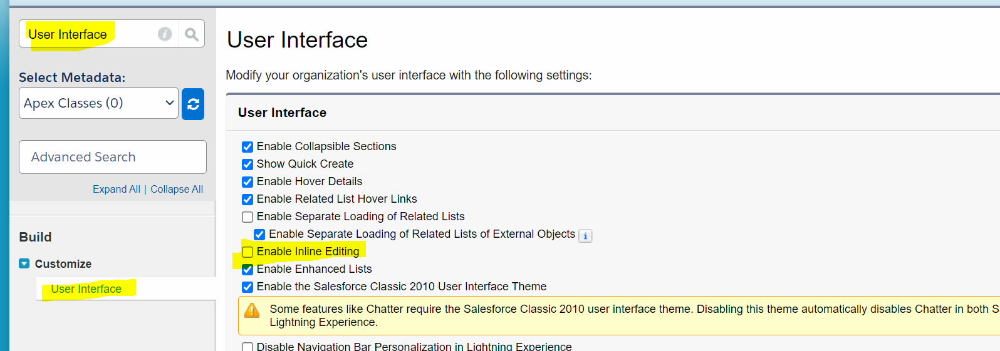 User Interface
Select Metadata:
Apex Classes (0)
Advanced Search
Expand All | Collapse All
Build
Customize
User Interface
User Interface
Modify your organization's user interface with the following settings:
User Interface
Enable Collapsible Sections
Show Quick Create
Enable Hover Details
Enable Related List Hover Links
Enable Separate Loading of Related Lists
Enable Separate Loading of Related Lists of External Objects
Enable Inline Editing
Enable Enhanced Lists
Enable the Salesforce Classic 2010 User Interface Theme
Some features like Chatter require the Salesforce Classic 2010 user interface theme. Disabling this theme automatically disables Chatter in both S
Lightning Experience.
Disable Navigation Bar Personalization in Lightning Experience